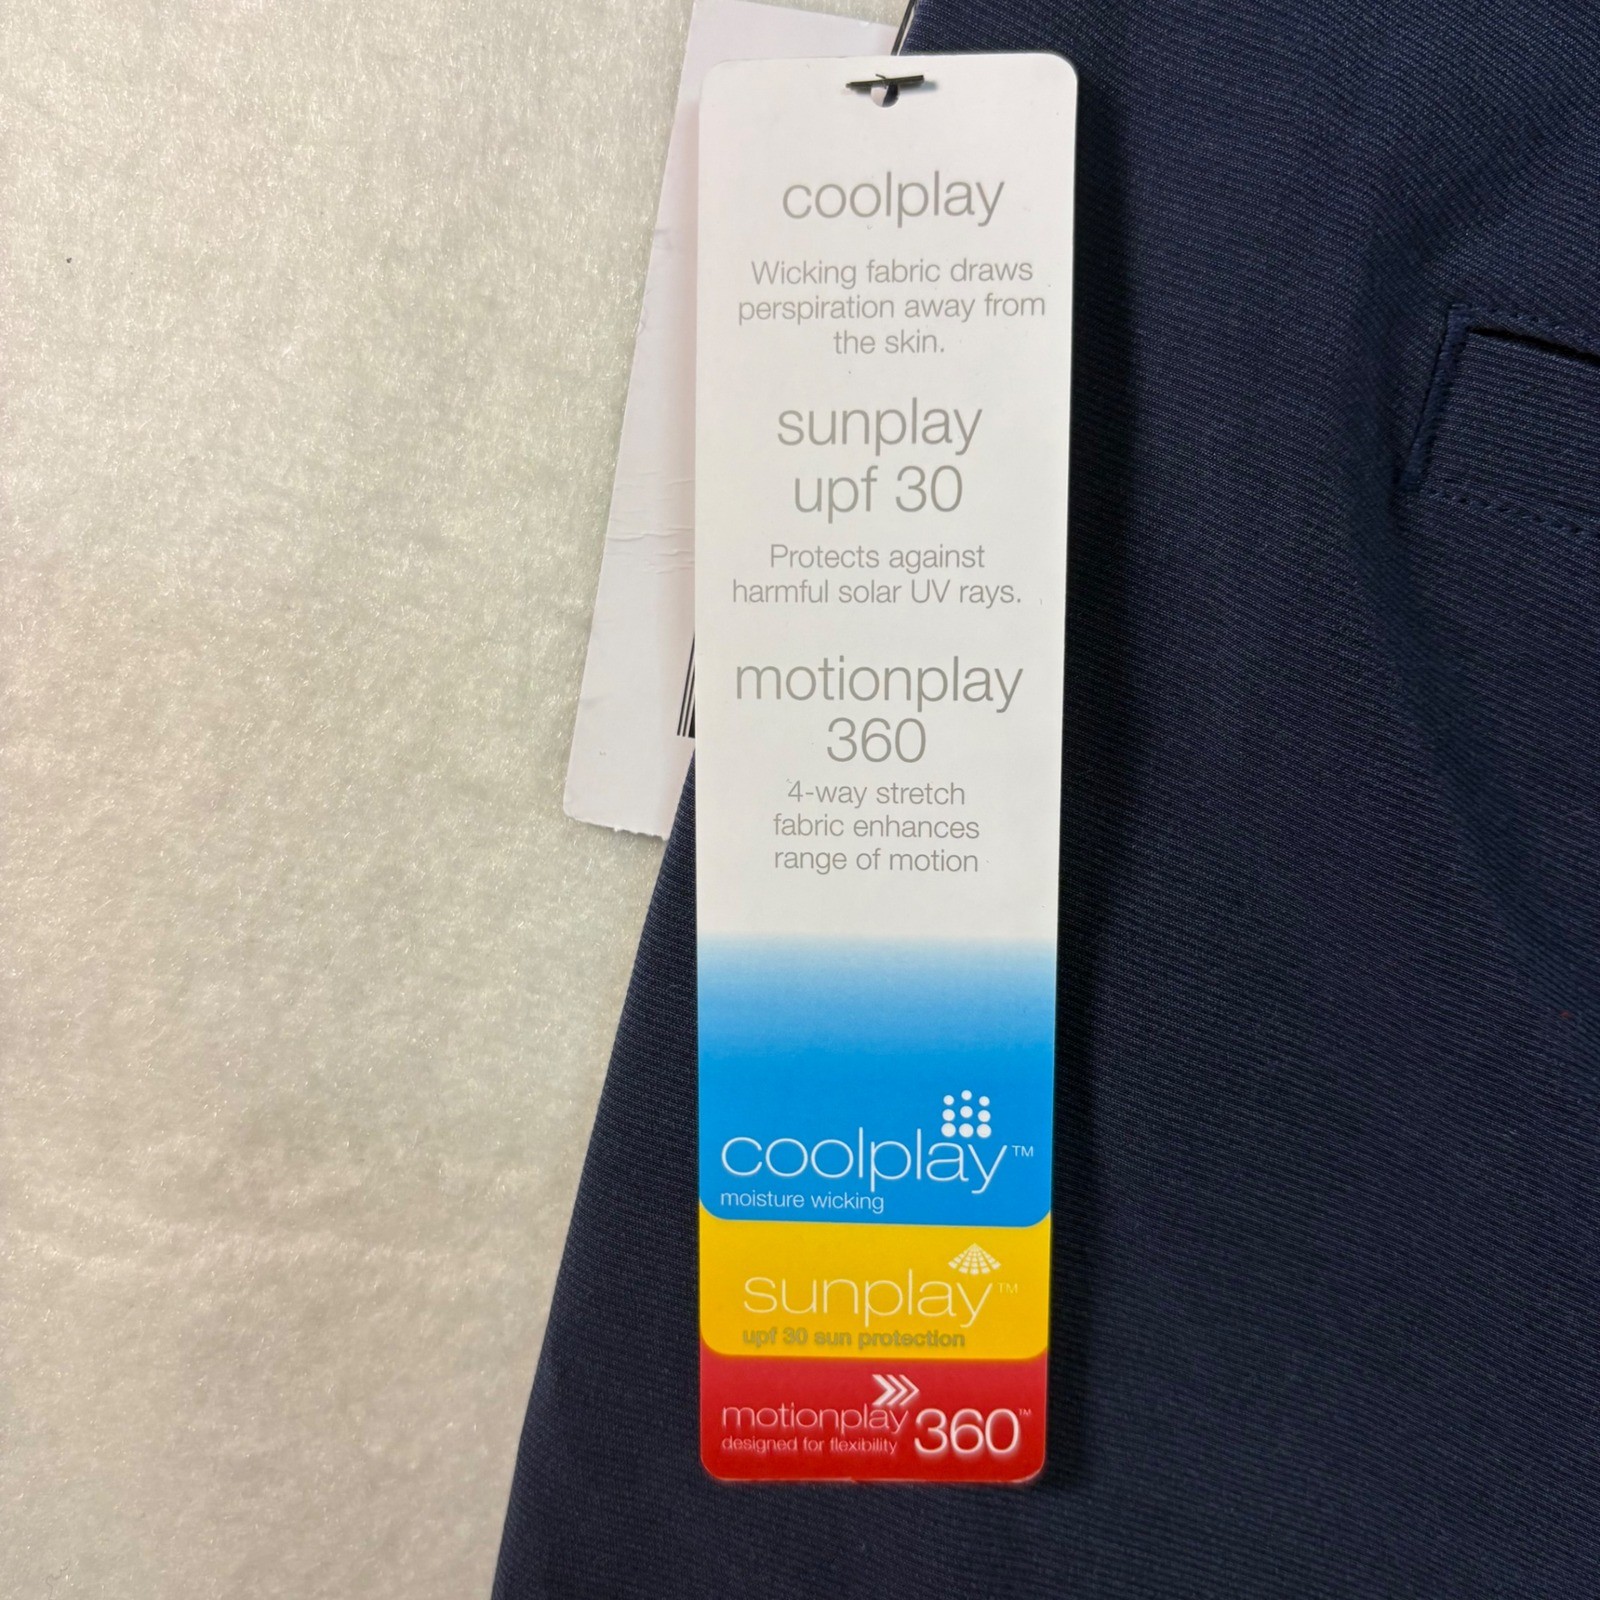 coolplay
Wicking fabric draws
perspiration away from
the skin.
sunplay
upf 30
Protects against
harmful solar UV rays.
motionplay
360
4-way stretch
fabric enhances
range of motion
coolplay™
moisture wicking
sunplay™
upf 30 sun protection
motionplay 360™
designed for flexibility